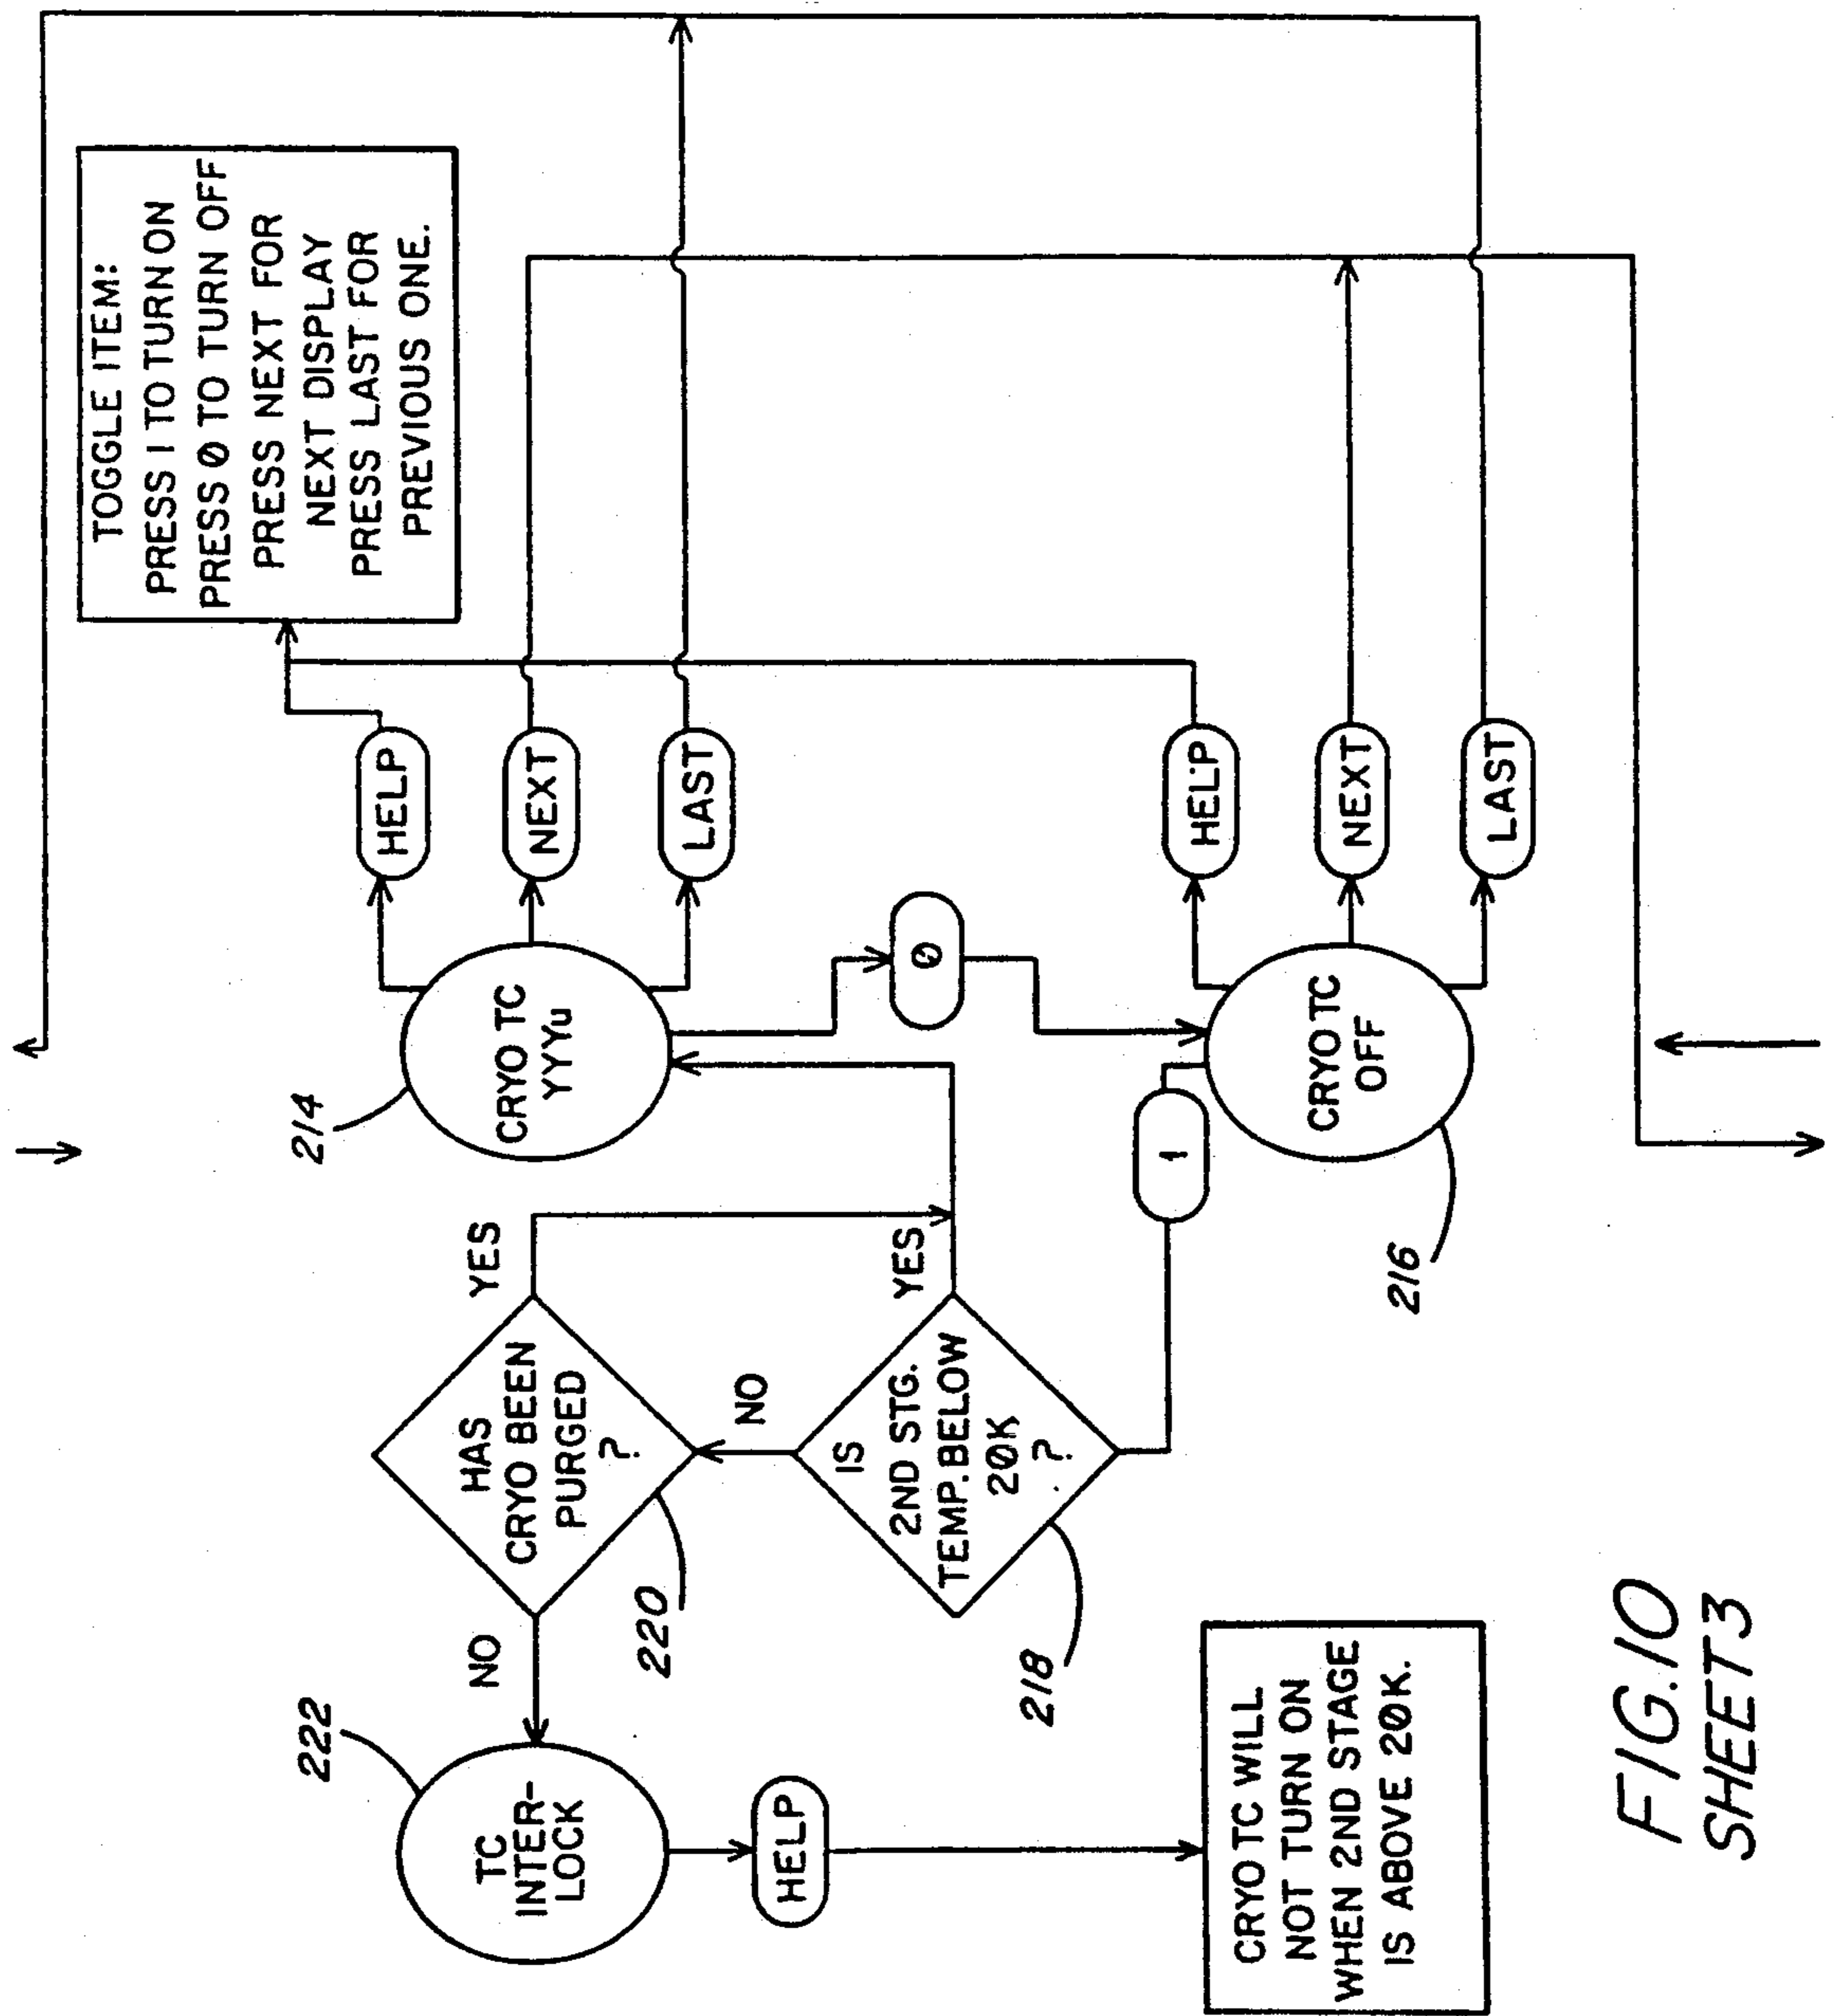 TOGGLE ITEM:
PRESS 1 TO TURN ON
PRESS 0 TO TURN OFF
PRESS NEXT FOR
NEXT DISPLAY
PRESS LAST FOR
PREVIOUS ONE.
222
TC
INTER-
LOCK
NO
HAS
CRYO BEEN
PURGED
?
220
YES
214
CRYO TC
YYYu
HELP
NEXT
LAST
HELP
NO
IS
2ND STG.
TEMP. BELOW
20K
?
218
YES
0
CRYO TC WILL
NOT TURN ON
WHEN 2ND STAGE
IS ABOVE 20K.
1
216
CRYO TC
OFF
HELP
NEXT
LAST
FIG.10
SHEET 3